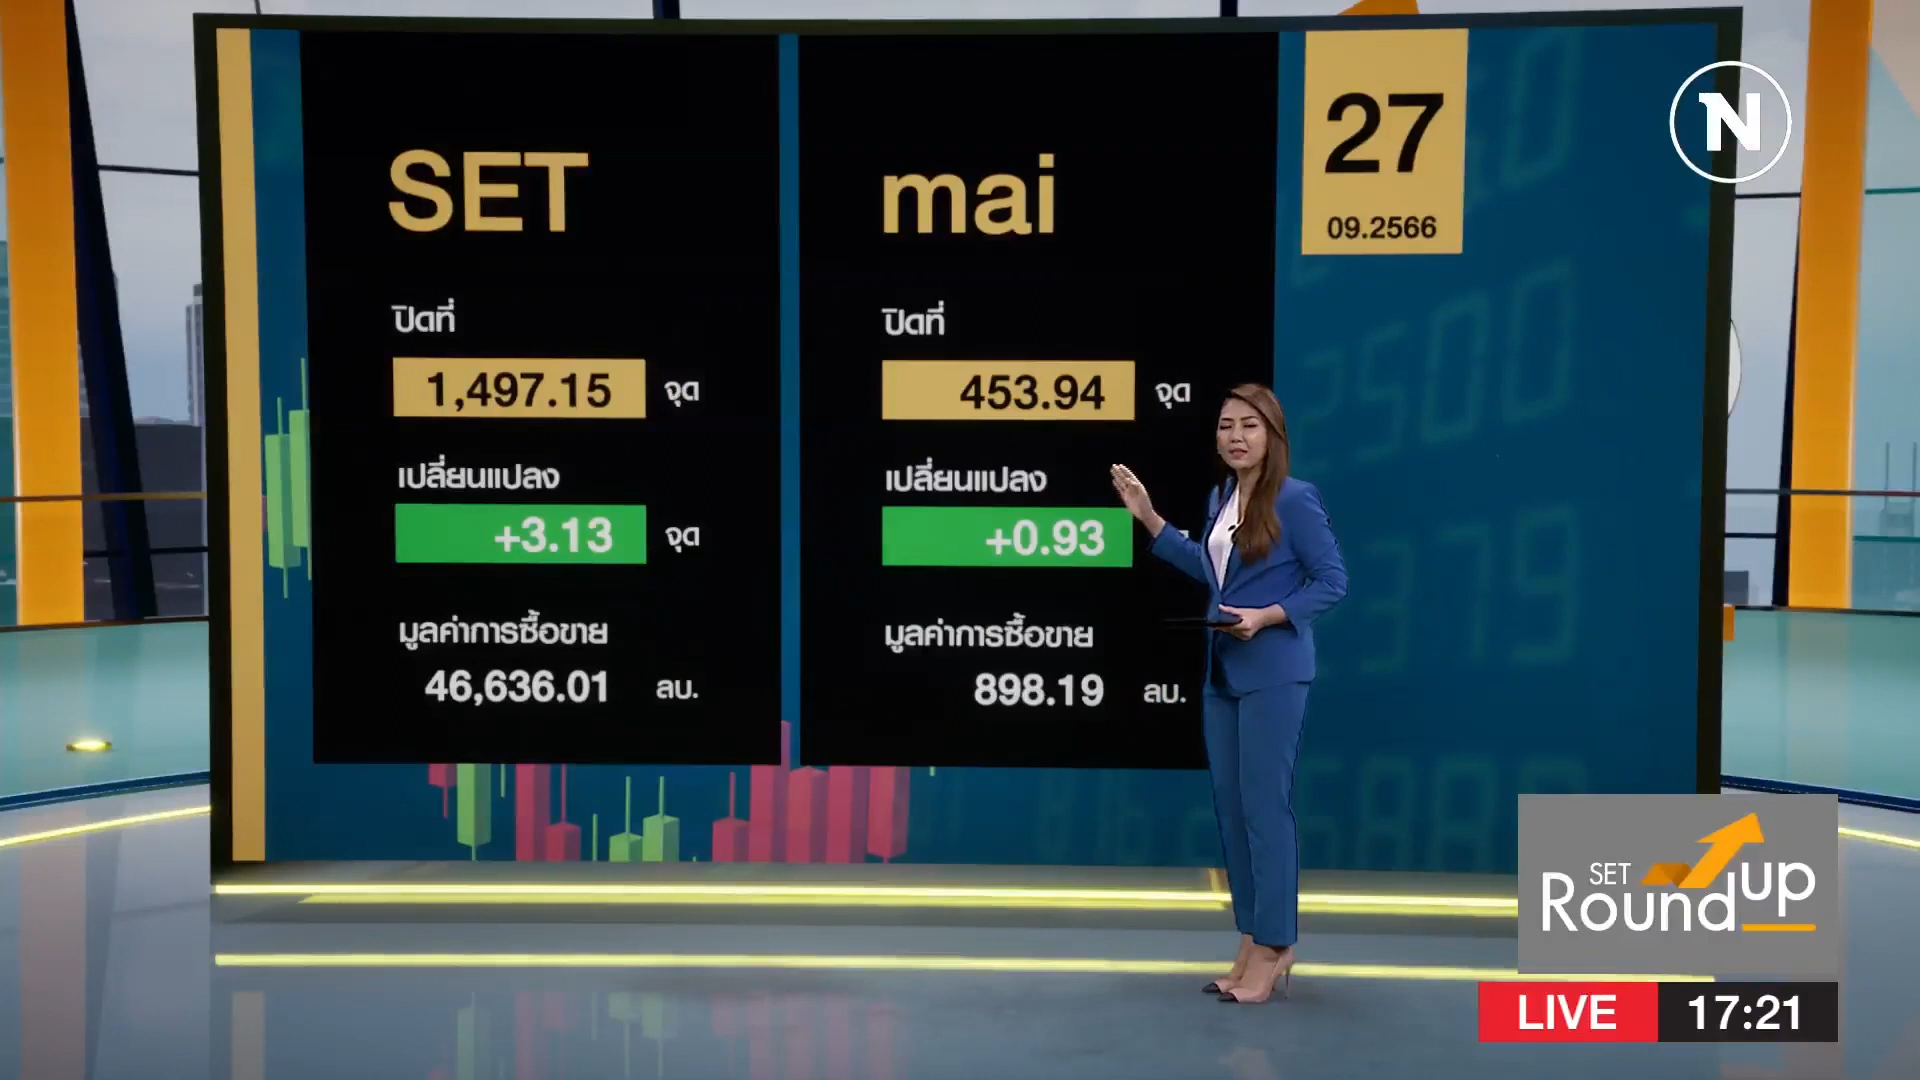 SET
ปิดที่
1,497.15 จุด
เปลี่ยนแปลง
+3.13 จุด
มูลค่าการซื้อขาย
46,636.01 ลบ.
mai
ปิดที่
453.94 จุด
เปลี่ยนแปลง
+0.93
มูลค่าการซื้อขาย
898.19 ลบ.
27
09.2566
N
2500
379
SET
Roundup
LIVE 17:21